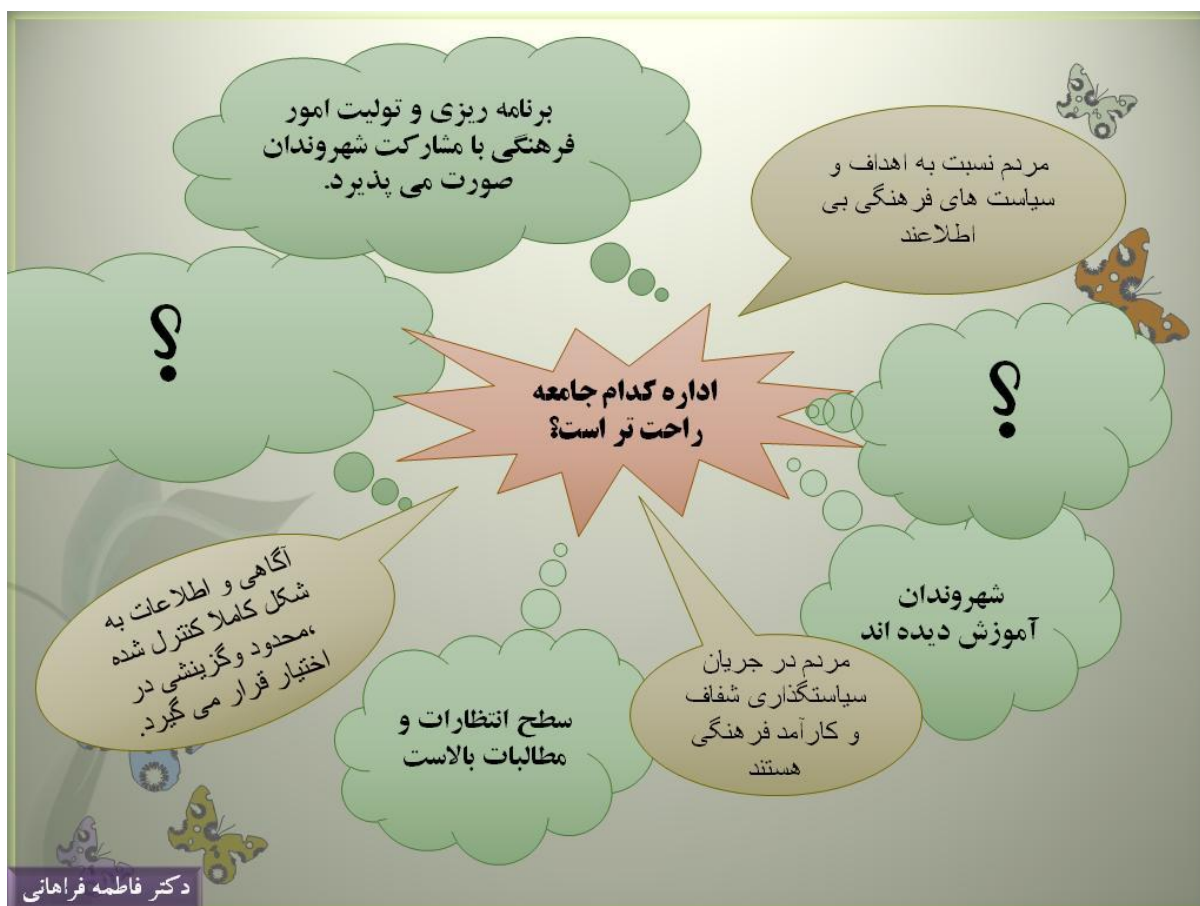 برنامه ریزی و تولیت امور
فرهنگی با مشارکت شهروندان
صورت می پذیرد.
مردم نسبت به اهداف و
سیاست های فرهنگی بی
اطلاعند
؟
؟
اداره کدام جامعه
راحت تر است؟
شهروندان
آموزش دیده اند
آگاهی و اطلاعات به
شکل کاملا کنترل شده
،محدود وگزینشی در
اختیار قرار می گیرد.
سطح انتظارات و
مطالبات بالاست
مردم در جریان
سیاستگذاری شفاف
و کارآمد فرهنگی
هستند
دکتر فاطمه فراهانی